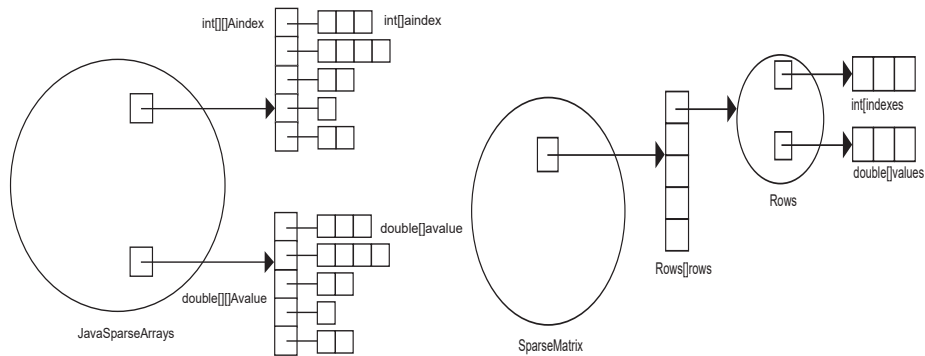 int[][]Aindex
int[]aindex
double[]avalue
double[][]Avalue
JavaSparseArrays
int[indexes
double[]values
Rows
Rows[]rows
SparseMatrix